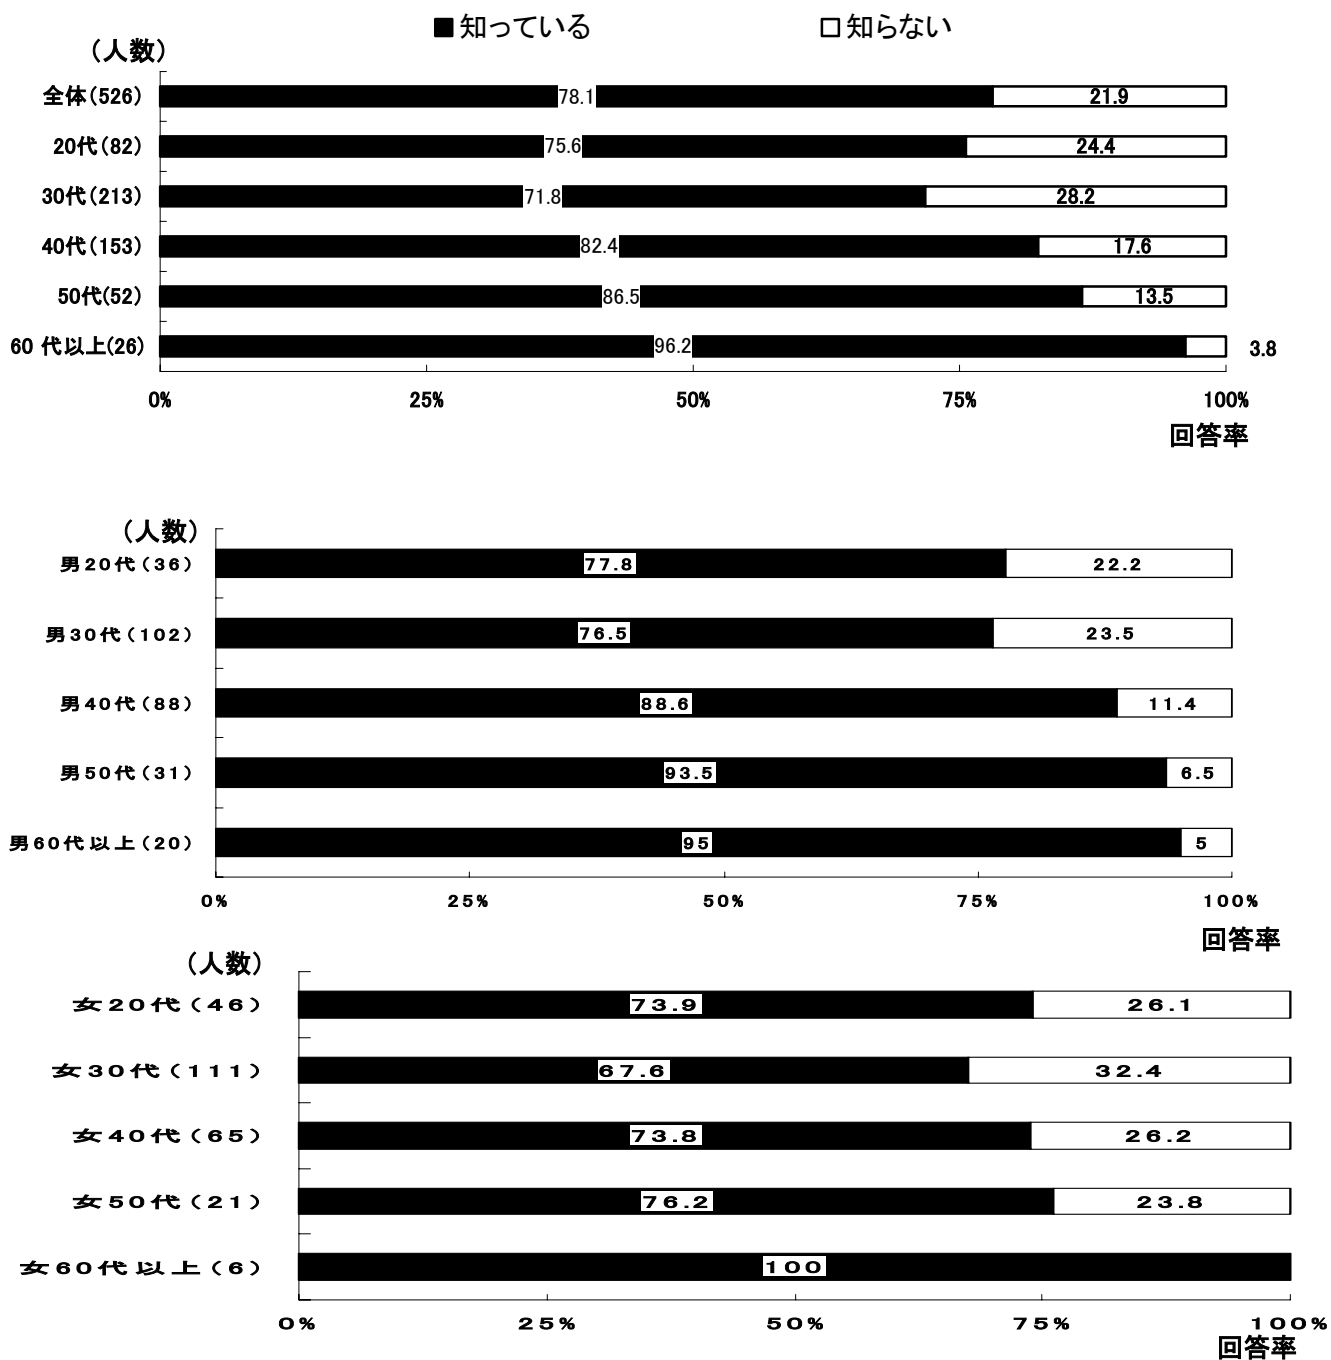 ■知っている □知らない
（人数）
全体(526) 78.1 21.9
20代(82) 75.6 24.4
30代(213) 71.8 28.2
40代(153) 82.4 17.6
50代(52) 86.5 13.5
60 代以上(26) 96.2 3.8
0% 25% 50% 75% 100%
回答率
（人数）
男20代(36) 77.8 22.2
男30代(102) 76.5 23.5
男40代(88) 88.6 11.4
男50代(31) 93.5 6.5
男60代以上(20) 95 5
0% 25% 50% 75% 100%
回答率
（人数）
女20代(46) 73.9 26.1
女30代(111) 67.6 32.4
女40代(65) 73.8 26.2
女50代(21) 76.2 23.8
女60代以上(6) 100
0% 25% 50% 75% 100%
回答率